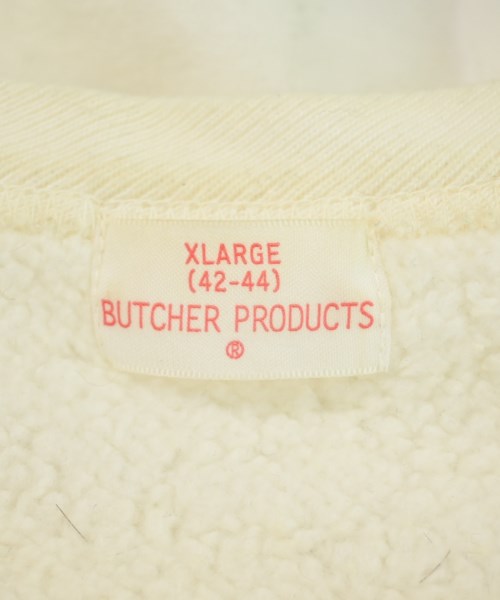 XLARGE
(42-44)
BUTCHER PRODUCTS
®